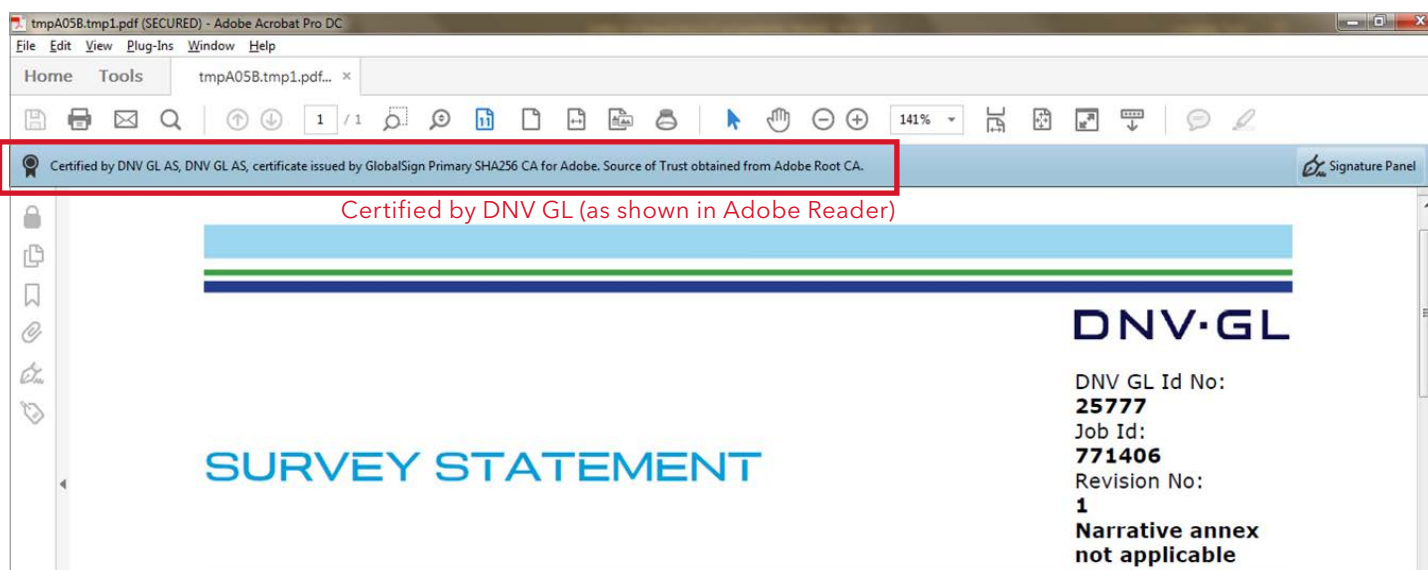 tmpA05B.tmp1.pdf (SECURED) - Adobe Acrobat Pro DC
File Edit View Plug-Ins Window Help
Home Tools tmpA05B.tmp1.pdf... ×
1 / 1 141%
Certified by DNV GL AS, DNV GL AS, certificate issued by GlobalSign Primary SHA256 CA for Adobe. Source of Trust obtained from Adobe Root CA. Signature Panel
Certified by DNV GL (as shown in Adobe Reader)
DNV·GL
DNV GL Id No:
25777
Job Id:
771406
SURVEY STATEMENT
Revision No:
1
Narrative annex
not applicable